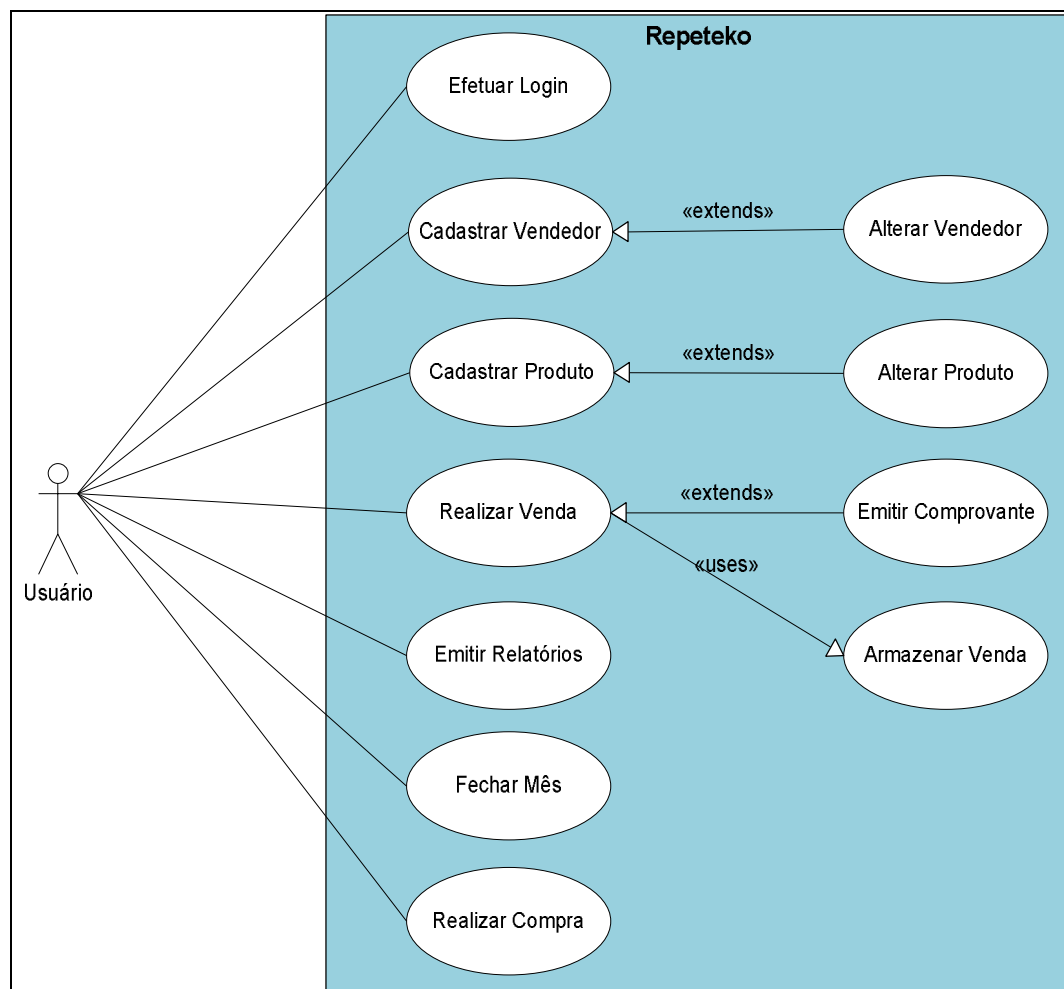 Repeteko
Efetuar Login
Cadastrar Vendedor
«extends»
Alterar Vendedor
Cadastrar Produto
«extends»
Alterar Produto
Realizar Venda
«extends»
Emitir Comprovante
«uses»
Usuário
Emitir Relatórios
Armazenar Venda
Fechar Mês
Realizar Compra